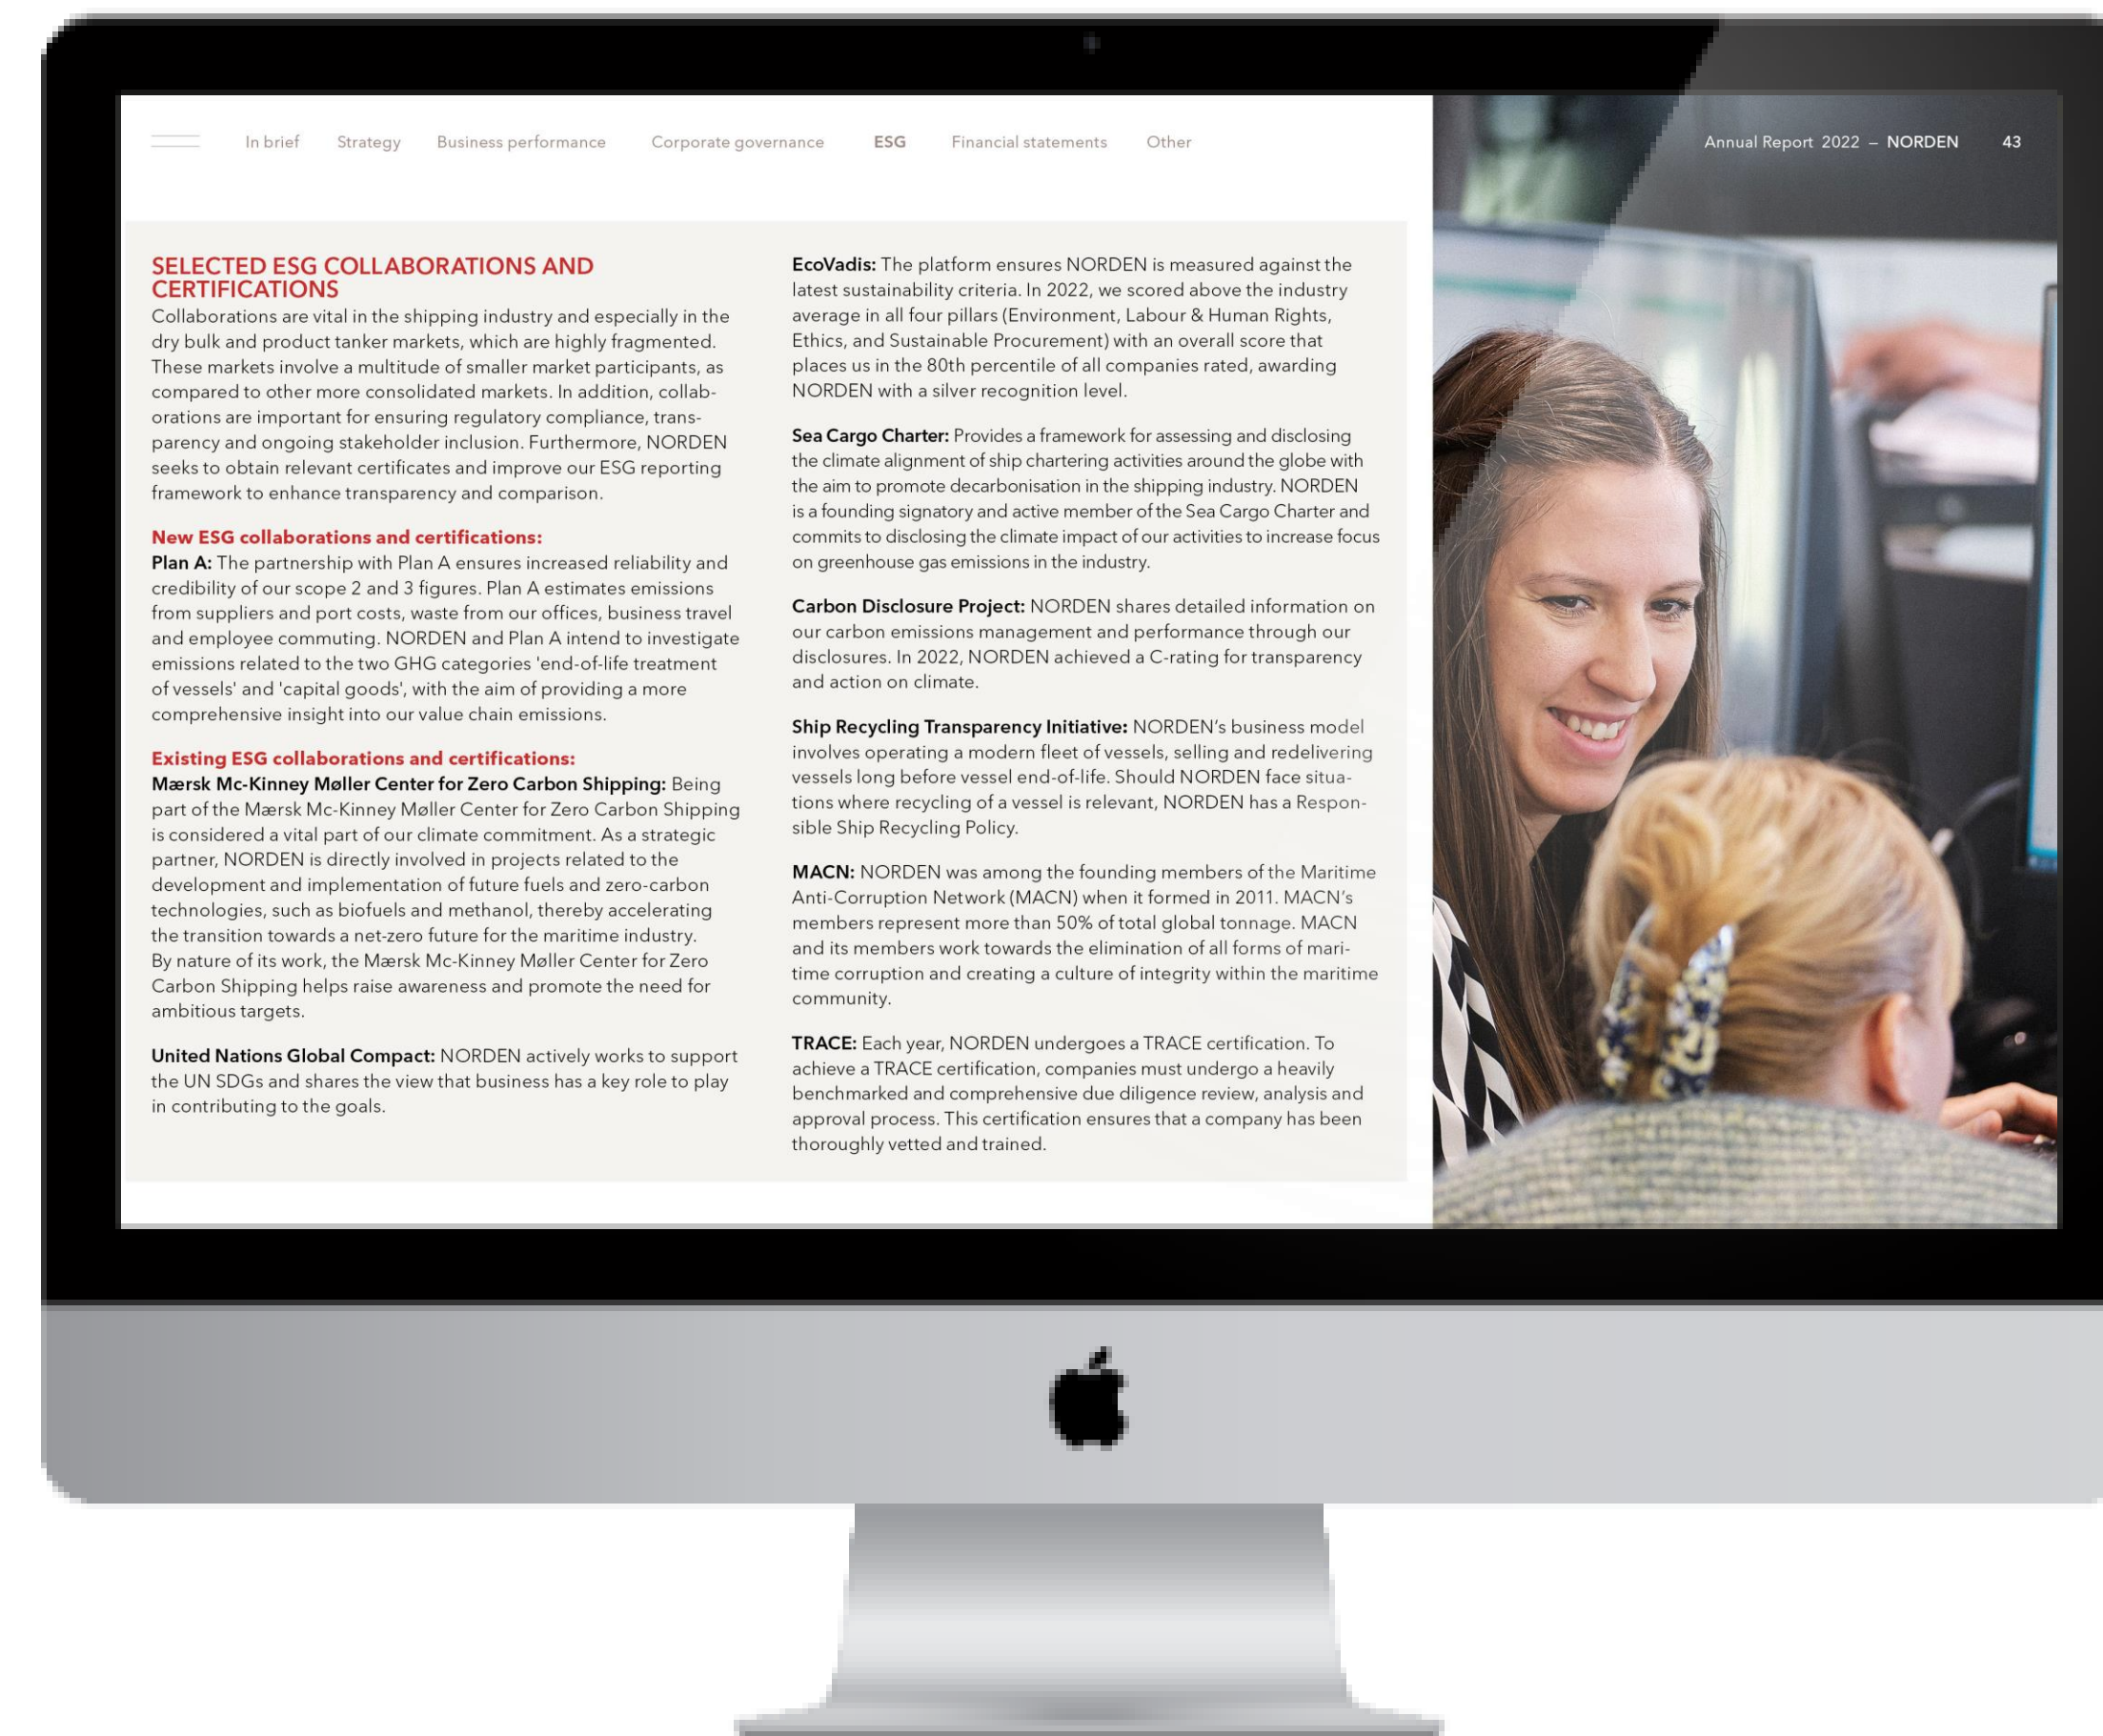 In brief Strategy Business performance Corporate governance ESG Financial statements Other
Annual Report 2022 – NORDEN 43
SELECTED ESG COLLABORATIONS AND
CERTIFICATIONS
Collaborations are vital in the shipping industry and especially in the
dry bulk and product tanker markets, which are highly fragmented.
These markets involve a multitude of smaller market participants, as
compared to other more consolidated markets. In addition, collab-
orations are important for ensuring regulatory compliance, trans-
parency and ongoing stakeholder inclusion. Furthermore, NORDEN
seeks to obtain relevant certificates and improve our ESG reporting
framework to enhance transparency and comparison.
New ESG collaborations and certifications:
Plan A: The partnership with Plan A ensures increased reliability and
credibility of our scope 2 and 3 figures. Plan A estimates emissions
from suppliers and port costs, waste from our offices, business travel
and employee commuting. NORDEN and Plan A intend to investigate
emissions related to the two GHG categories 'end-of-life treatment
of vessels' and 'capital goods', with the aim of providing a more
comprehensive insight into our value chain emissions.
Existing ESG collaborations and certifications:
Mærsk Mc-Kinney Møller Center for Zero Carbon Shipping: Being
part of the Mærsk Mc-Kinney Møller Center for Zero Carbon Shipping
is considered a vital part of our climate commitment. As a strategic
partner, NORDEN is directly involved in projects related to the
development and implementation of future fuels and zero-carbon
technologies, such as biofuels and methanol, thereby accelerating
the transition towards a net-zero future for the maritime industry.
By nature of its work, the Mærsk Mc-Kinney Møller Center for Zero
Carbon Shipping helps raise awareness and promote the need for
ambitious targets.
United Nations Global Compact: NORDEN actively works to support
the UN SDGs and shares the view that business has a key role to play
in contributing to the goals.
EcoVadis: The platform ensures NORDEN is measured against the
latest sustainability criteria. In 2022, we scored above the industry
average in all four pillars (Environment, Labour & Human Rights,
Ethics, and Sustainable Procurement) with an overall score that
places us in the 80th percentile of all companies rated, awarding
NORDEN with a silver recognition level.
Sea Cargo Charter: Provides a framework for assessing and disclosing
the climate alignment of ship chartering activities around the globe with
the aim to promote decarbonisation in the shipping industry. NORDEN
is a founding signatory and active member of the Sea Cargo Charter and
commits to disclosing the climate impact of our activities to increase focus
on greenhouse gas emissions in the industry.
Carbon Disclosure Project: NORDEN shares detailed information on
our carbon emissions management and performance through our
disclosures. In 2022, NORDEN achieved a C-rating for transparency
and action on climate.
Ship Recycling Transparency Initiative: NORDEN's business model
involves operating a modern fleet of vessels, selling and redelivering
vessels long before vessel end-of-life. Should NORDEN face situa-
tions where recycling of a vessel is relevant, NORDEN has a Respon-
sible Ship Recycling Policy.
MACN: NORDEN was among the founding members of the Maritime
Anti-Corruption Network (MACN) when it formed in 2011. MACN's
members represent more than 50% of total global tonnage. MACN
and its members work towards the elimination of all forms of mari-
time corruption and creating a culture of integrity within the maritime
community.
TRACE: Each year, NORDEN undergoes a TRACE certification. To
achieve a TRACE certification, companies must undergo a heavily
benchmarked and comprehensive due diligence review, analysis and
approval process. This certification ensures that a company has been
thoroughly vetted and trained.